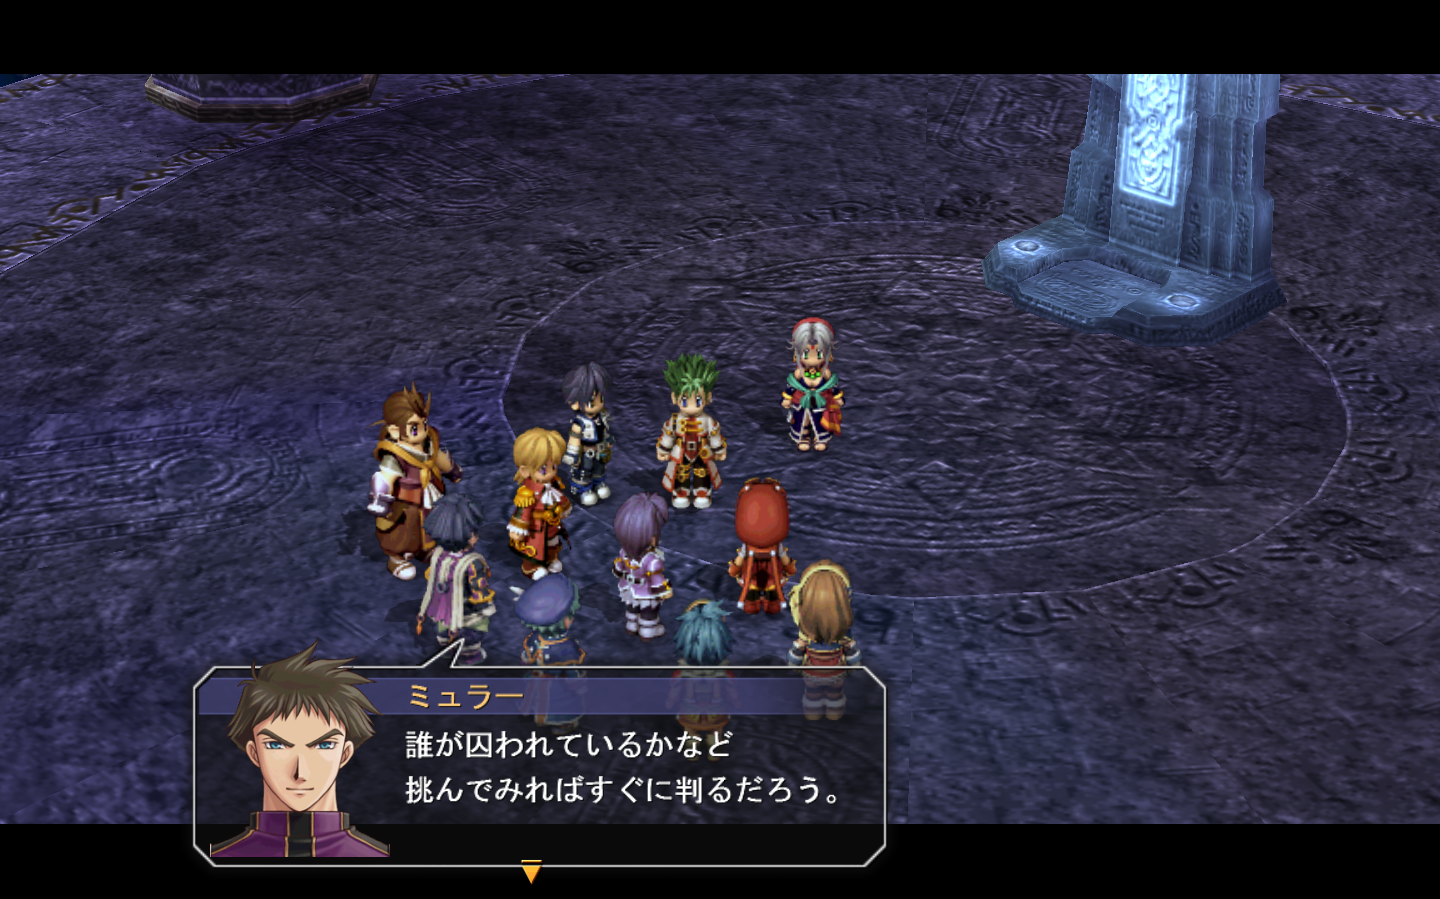 ミュラー
誰が囚われているかなど
挑んでみればすぐに判るだろう。